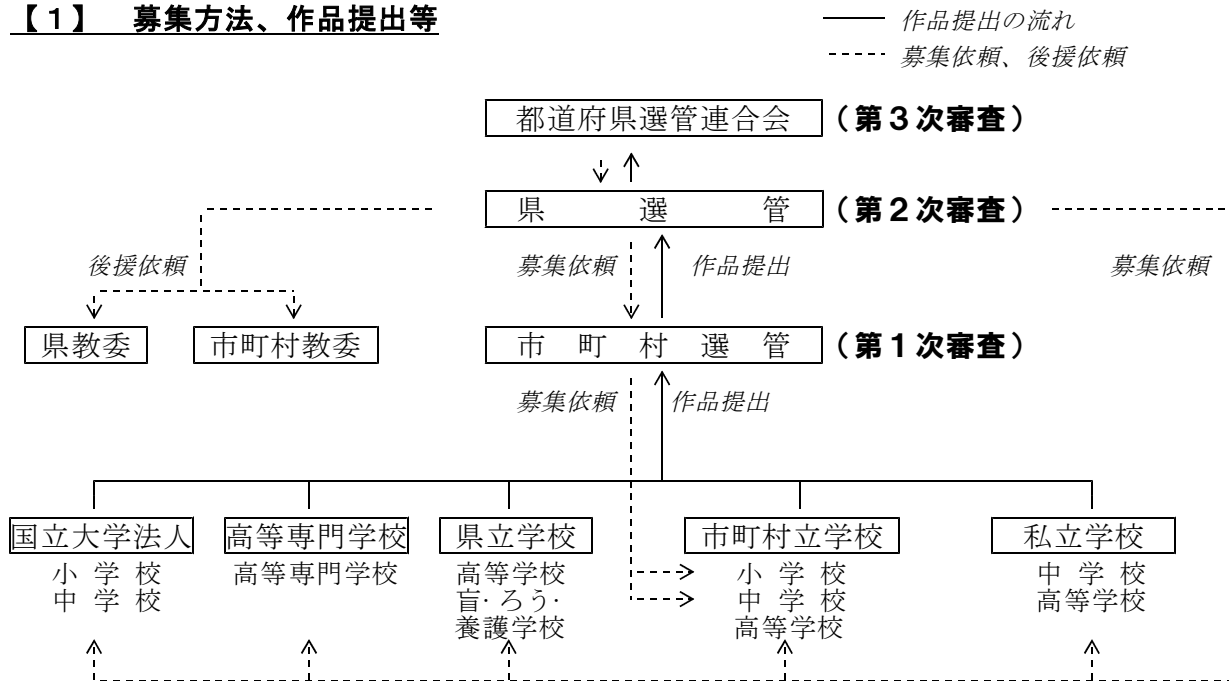 【１】　募集方法、作品提出等
作品提出の流れ
募集依頼、後援依頼
都道府県選管連合会 （第３次審査）
県　選　管 （第２次審査）
後援依頼 募集依頼 作品提出 募集依頼
県教委 市町村教委 市　町　村　選　管 （第１次審査）
募集依頼 作品提出
国立大学法人 高等専門学校 県立学校 市町村立学校 私立学校
小 学 校 高等専門学校 高等学校 小 学 校 中 学 校
中 学 校 盲・ろう・ 中 学 校 高等学校
養護学校 高等学校